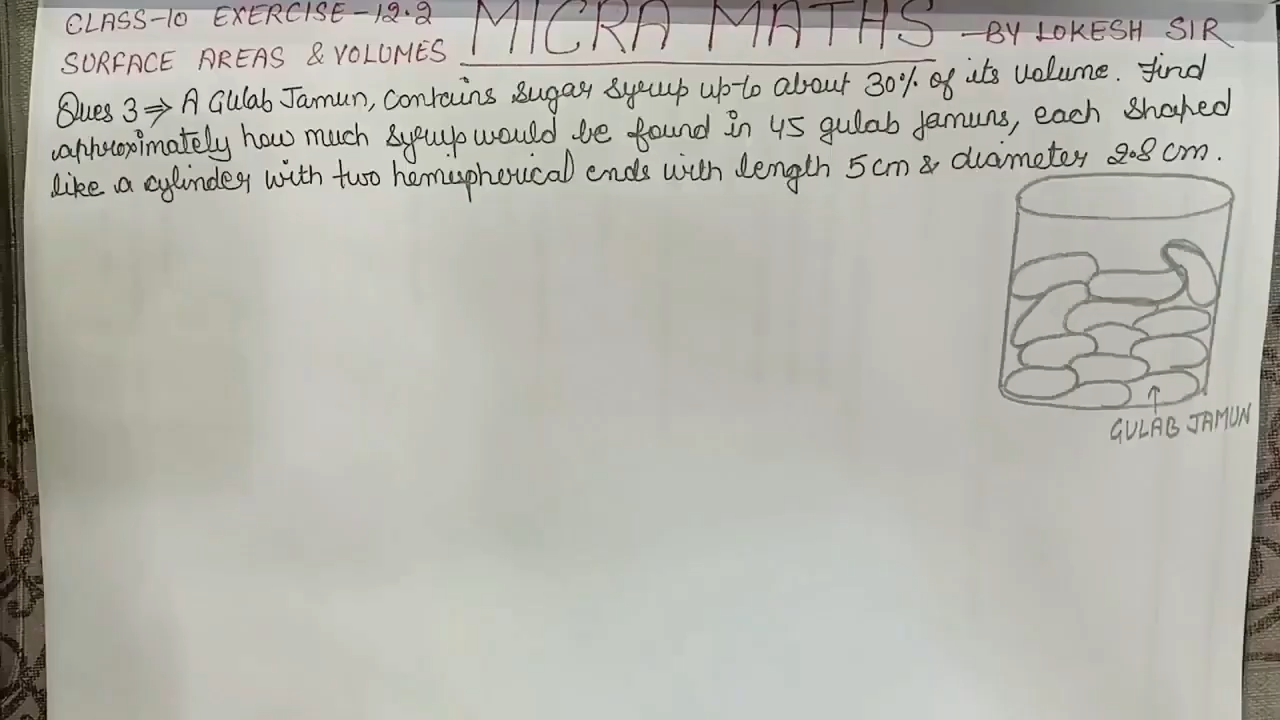 CLASS-10 EXERCISE-12.2 MICRA MATHS -BY LOKESH SIR
SURFACE AREAS & VOLUMES
Ques 3 ⇒ A Gulab Jamun, contains sugar syrup up-to about 30% of its volume. Find
approximately how much syrup would be found in 45 gulab jamuns, each shaped
like a cylinder with two hemispherical ends with length 5cm & diameter 2.8 cm.
GULAB JAMUN